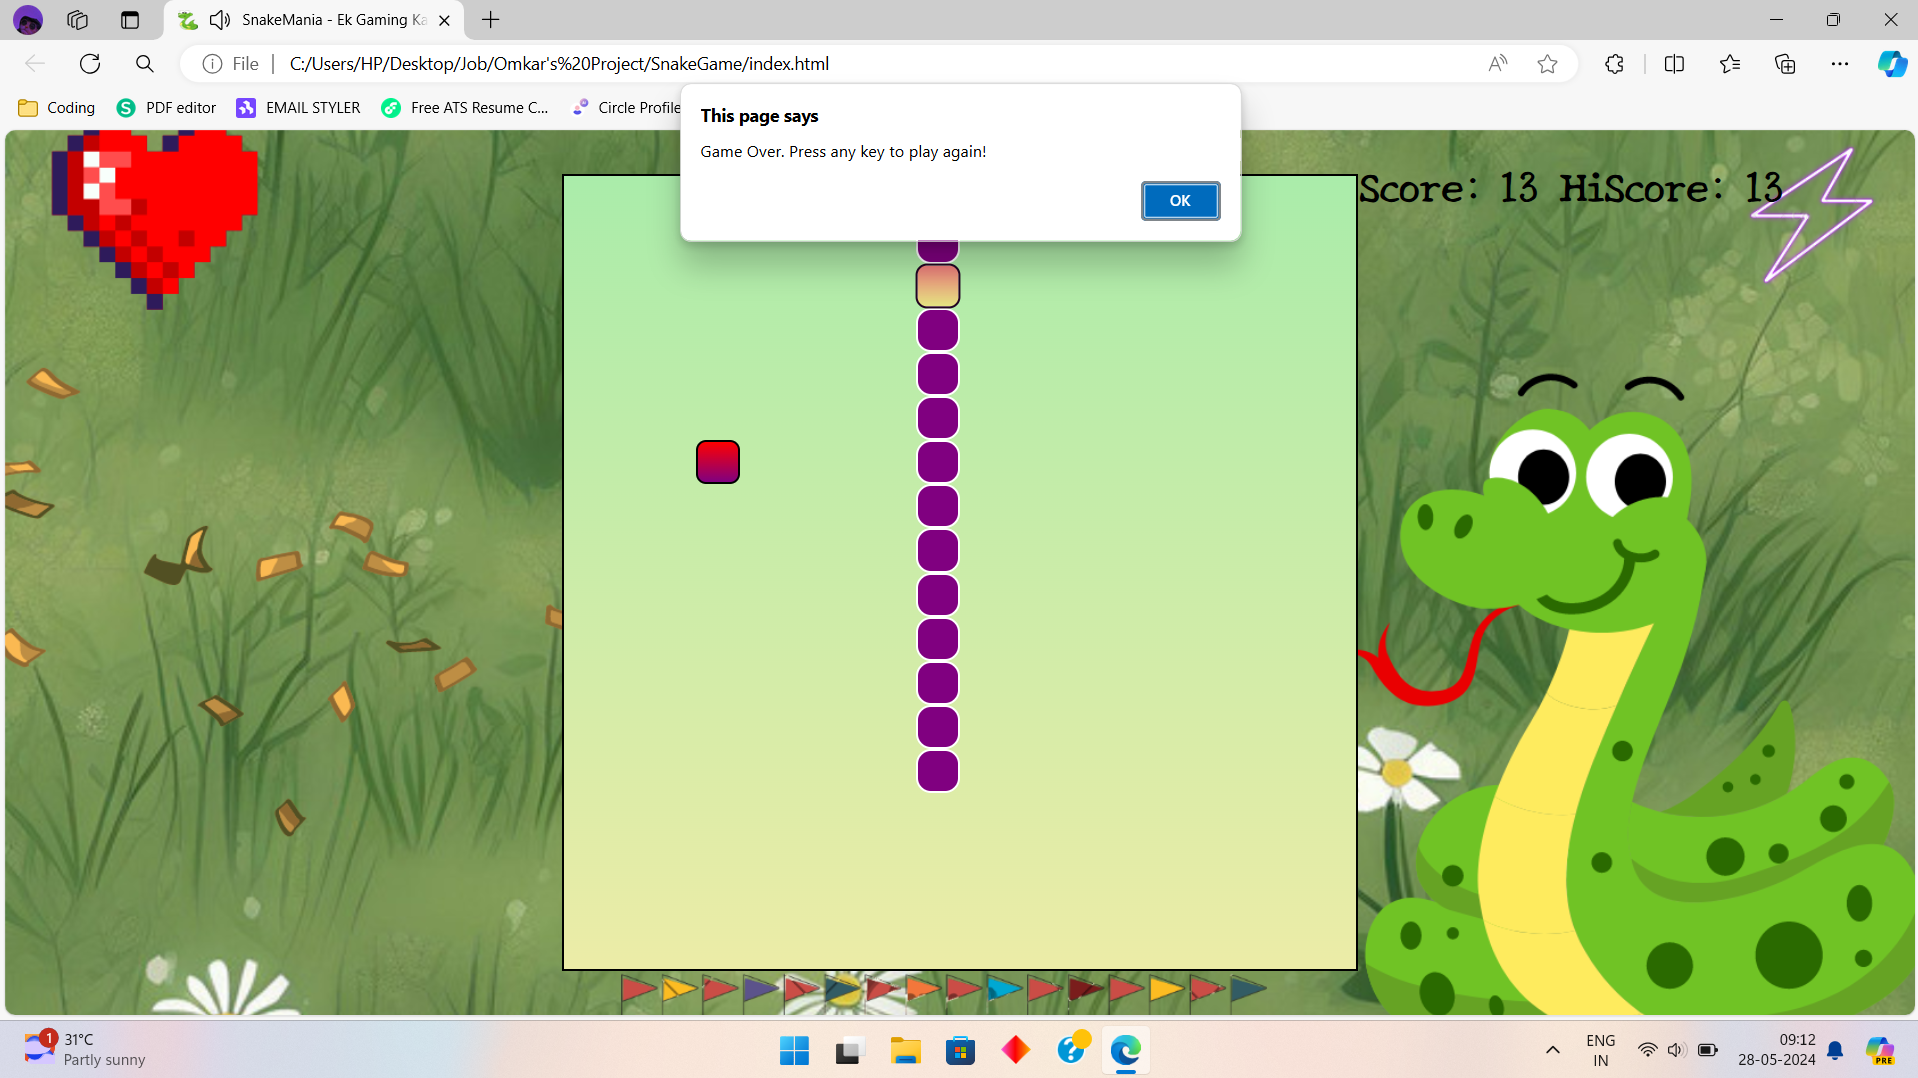 SnakeMania - Ek Gaming Ka
File
C:/Users/HP/Desktop/Job/Omkar's%20Project/SnakeGame/index.html
Coding
S PDF editor
EMAIL STYLER
Free ATS Resume C...
Circle Profile
This page says
Game Over. Press any key to play again!
OK
Score: 13 HiScore: 13
1
31°C
Partly sunny
PRE
ENG
IN
09:12
28-05-2024